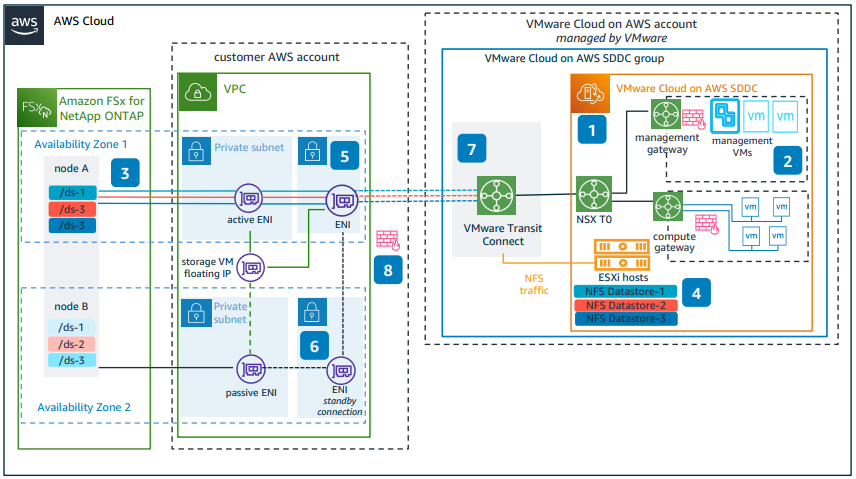 aws
AWS Cloud
VMware Cloud on AWS account
managed by VMware
customer AWS account
VMware Cloud on AWS SDDC group
FSx
Amazon FSx for
NetApp ONTAP
VPC
VMware Cloud on AWS SDDC
1
management
gateway
vm
vm
management
VMs
2
Availability Zone 1
node A
3
/ds-1
/ds-3
/ds-3
Private subnet
5
active ENI
ENI
7
VMware Transit
Connect
NSX T0
compute
gateway
vm
vm
vm
vm
storage VM
floating IP
8
NFS
traffic
ESXi hosts
NFS Datastore-1
NFS Datastore-2
NFS Datastore-3
4
node B
/ds-1
/ds-2
/ds-3
Private
subnet
6
passive ENI
ENI
standby
connection
Availability Zone 2